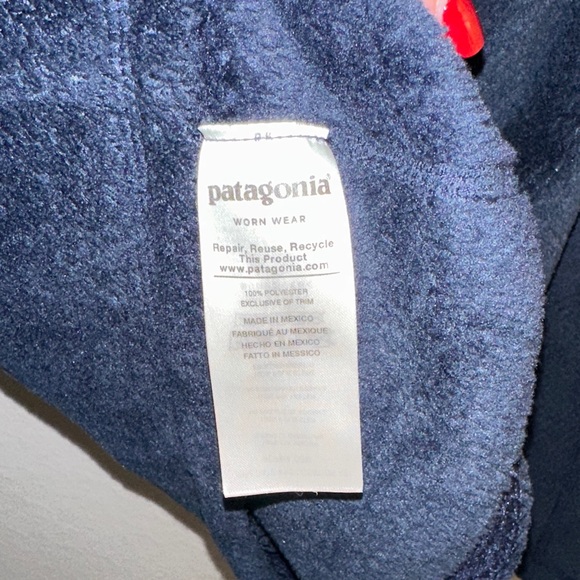 patagonia
WORN WEAR
Repair, Reuse, Recycle
This Product
www.patagonia.com
100% POLYESTER
EXCLUSIVE OF TRIM
MADE IN MEXICO
FABRIQUÉ AU MEXIQUE
HECHO EN MÉXICO
FATTO IN MESSICO